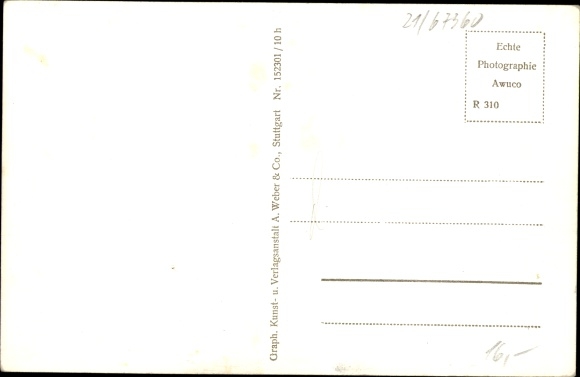 21/67360
Echte
Photographie
Awuco
R 310
Graph. Kunst- u. Verlagsanstalt A. Weber & Co., Stuttgart Nr. 152301/10 h
16,-